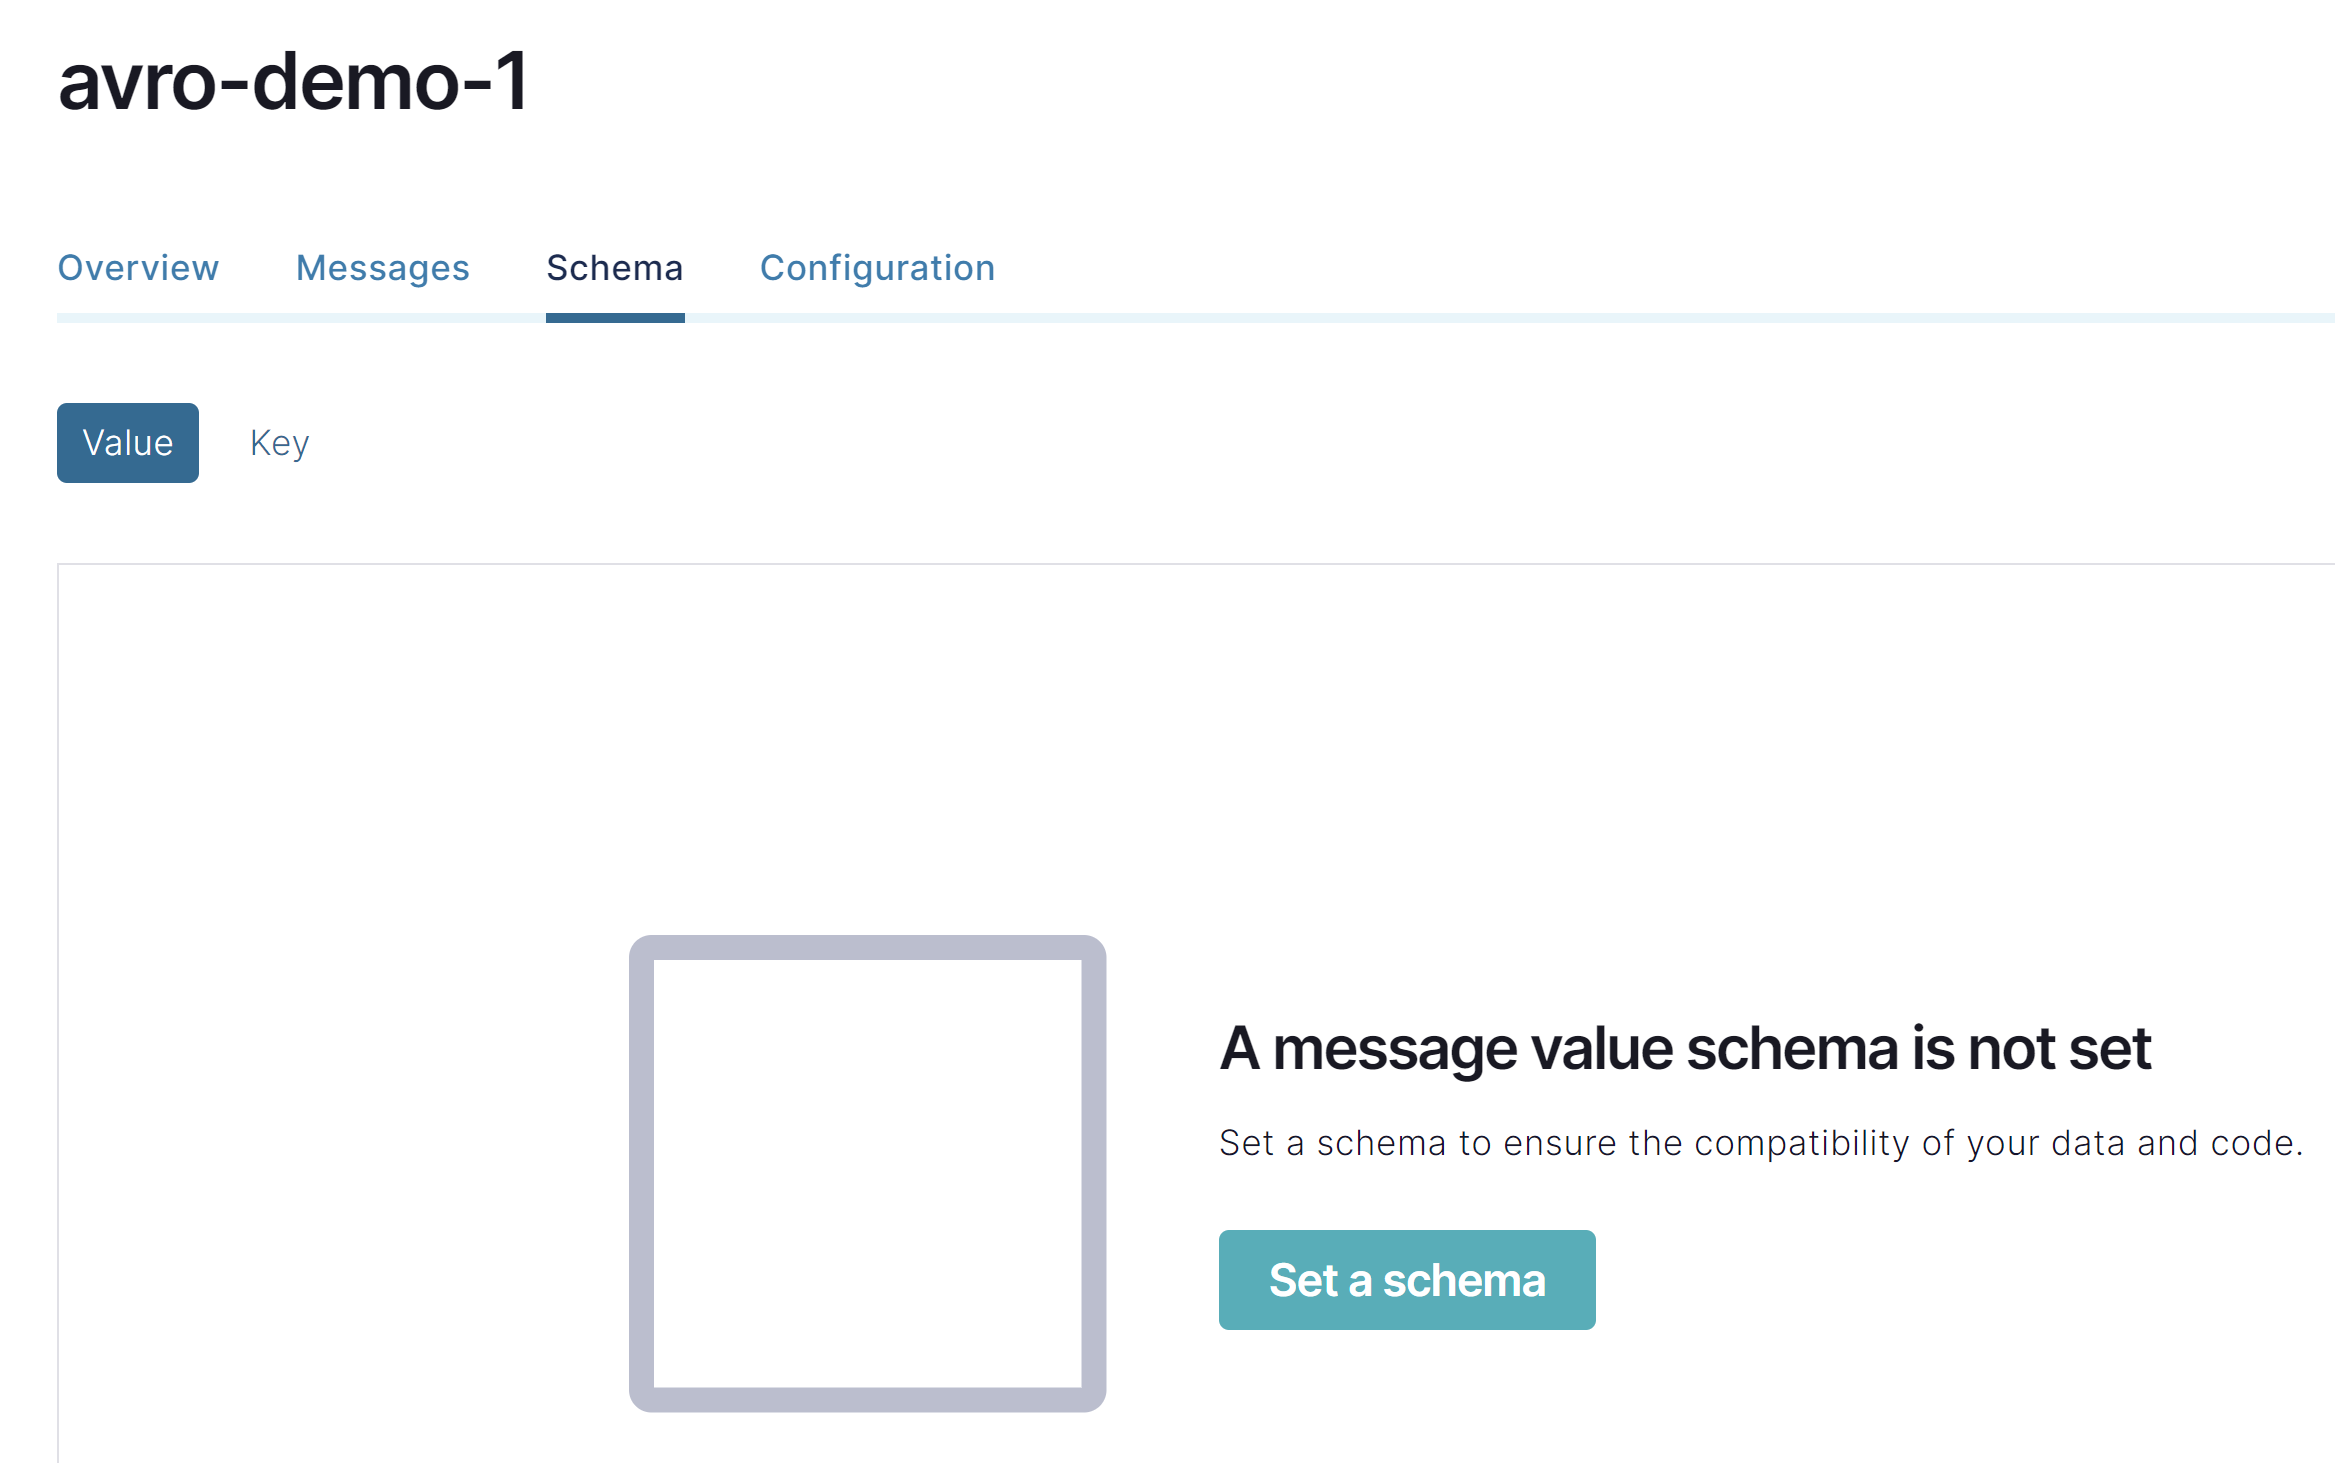 avro-demo-1
Overview Messages Schema Configuration
Value Key
A message value schema is not set
Set a schema to ensure the compatibility of your data and code.
Set a schema